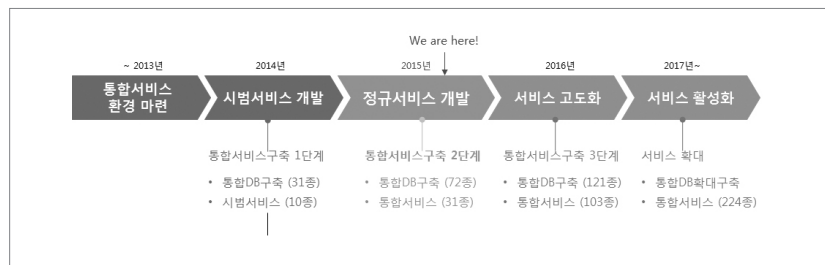 We are here!
~ 2013년
2014년
2015년
2016년
2017년~
통합서비스
환경 마련
시범서비스 개발
정규서비스 개발
서비스 고도화
서비스 활성화
통합서비스구축 1단계
• 통합DB구축 (31종)
• 시범서비스 (10종)
통합서비스구축 2단계
• 통합DB구축 (72종)
• 통합서비스 (31종)
통합서비스구축 3단계
• 통합DB구축 (121종)
• 통합서비스 (103종)
서비스 확대
• 통합DB확대구축
• 통합서비스 (224종)